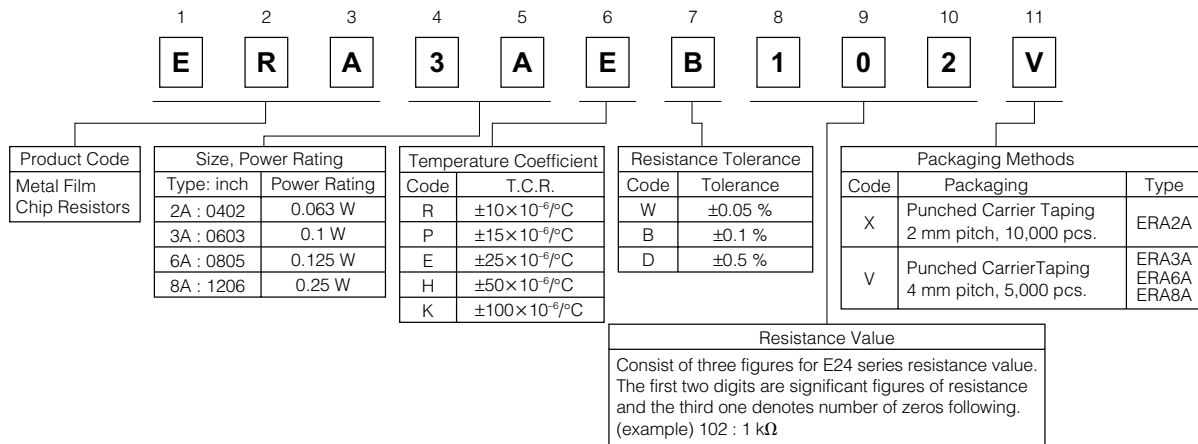 1 2 3 4 5 6 7 8 9 10 11
E R A 3 A E B 1 0 2 V
Product Code
Metal Film
Chip Resistors
Size, Power Rating
Type: inch Power Rating
2A : 0402 0.063 W
3A : 0603 0.1 W
6A : 0805 0.125 W
8A : 1206 0.25 W
Temperature Coefficient
Code T.C.R.
R ±10×10⁻⁶/°C
P ±15×10⁻⁶/°C
E ±25×10⁻⁶/°C
H ±50×10⁻⁶/°C
K ±100×10⁻⁶/°C
Resistance Tolerance
Code Tolerance
W ±0.05 %
B ±0.1 %
D ±0.5 %
Packaging Methods
Code Packaging Type
X Punched Carrier Taping
2 mm pitch, 10,000 pcs. ERA2A
V Punched CarrierTaping
4 mm pitch, 5,000 pcs. ERA3A
ERA6A
ERA8A
Resistance Value
Consist of three figures for E24 series resistance value.
The first two digits are significant figures of resistance
and the third one denotes number of zeros following.
(example) 102 : 1 kΩ